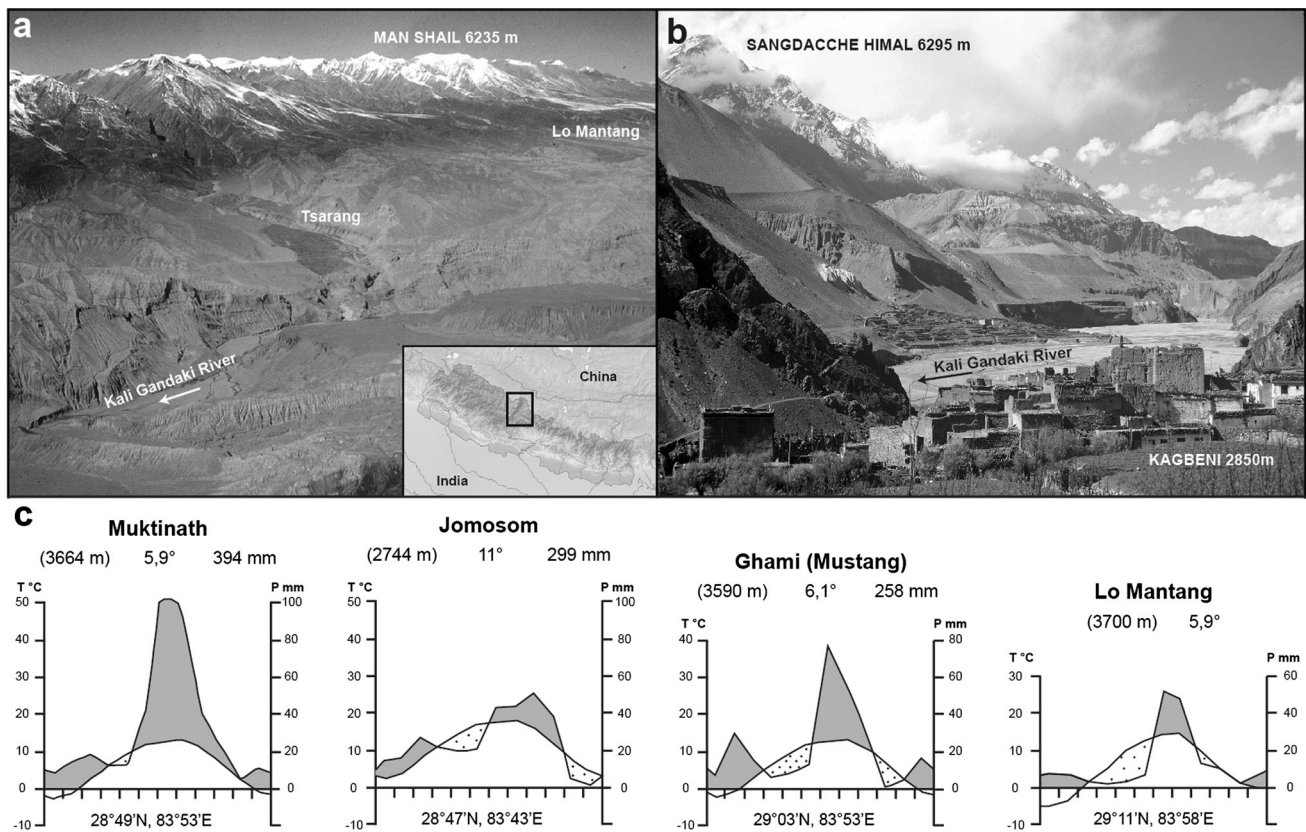 a
MAN SHAIL 6235 m
Lo Mantang
Tsarang
Kali Gandaki River
China
India
b
SANGDACCHE HIMAL 6295 m
Kali Gandaki River
KAGBENI 2850m
c
Muktinath
(3664 m) 5,9° 394 mm
T °C P mm
50 100
40 80
30 60
20 40
10 20
0 0
-10
28°49'N, 83°53'E
Jomosom
(2744 m) 11° 299 mm
T °C P mm
50 100
40 80
30 60
20 40
10 20
0 0
-10
28°47'N, 83°43'E
Ghami (Mustang)
(3590 m) 6,1° 258 mm
T °C P mm
40 80
30 60
20 40
10 20
0 0
-10
29°03'N, 83°53'E
Lo Mantang
(3700 m) 5,9°
T °C P mm
30 60
20 40
10 20
0 0
-10
29°11'N, 83°58'E